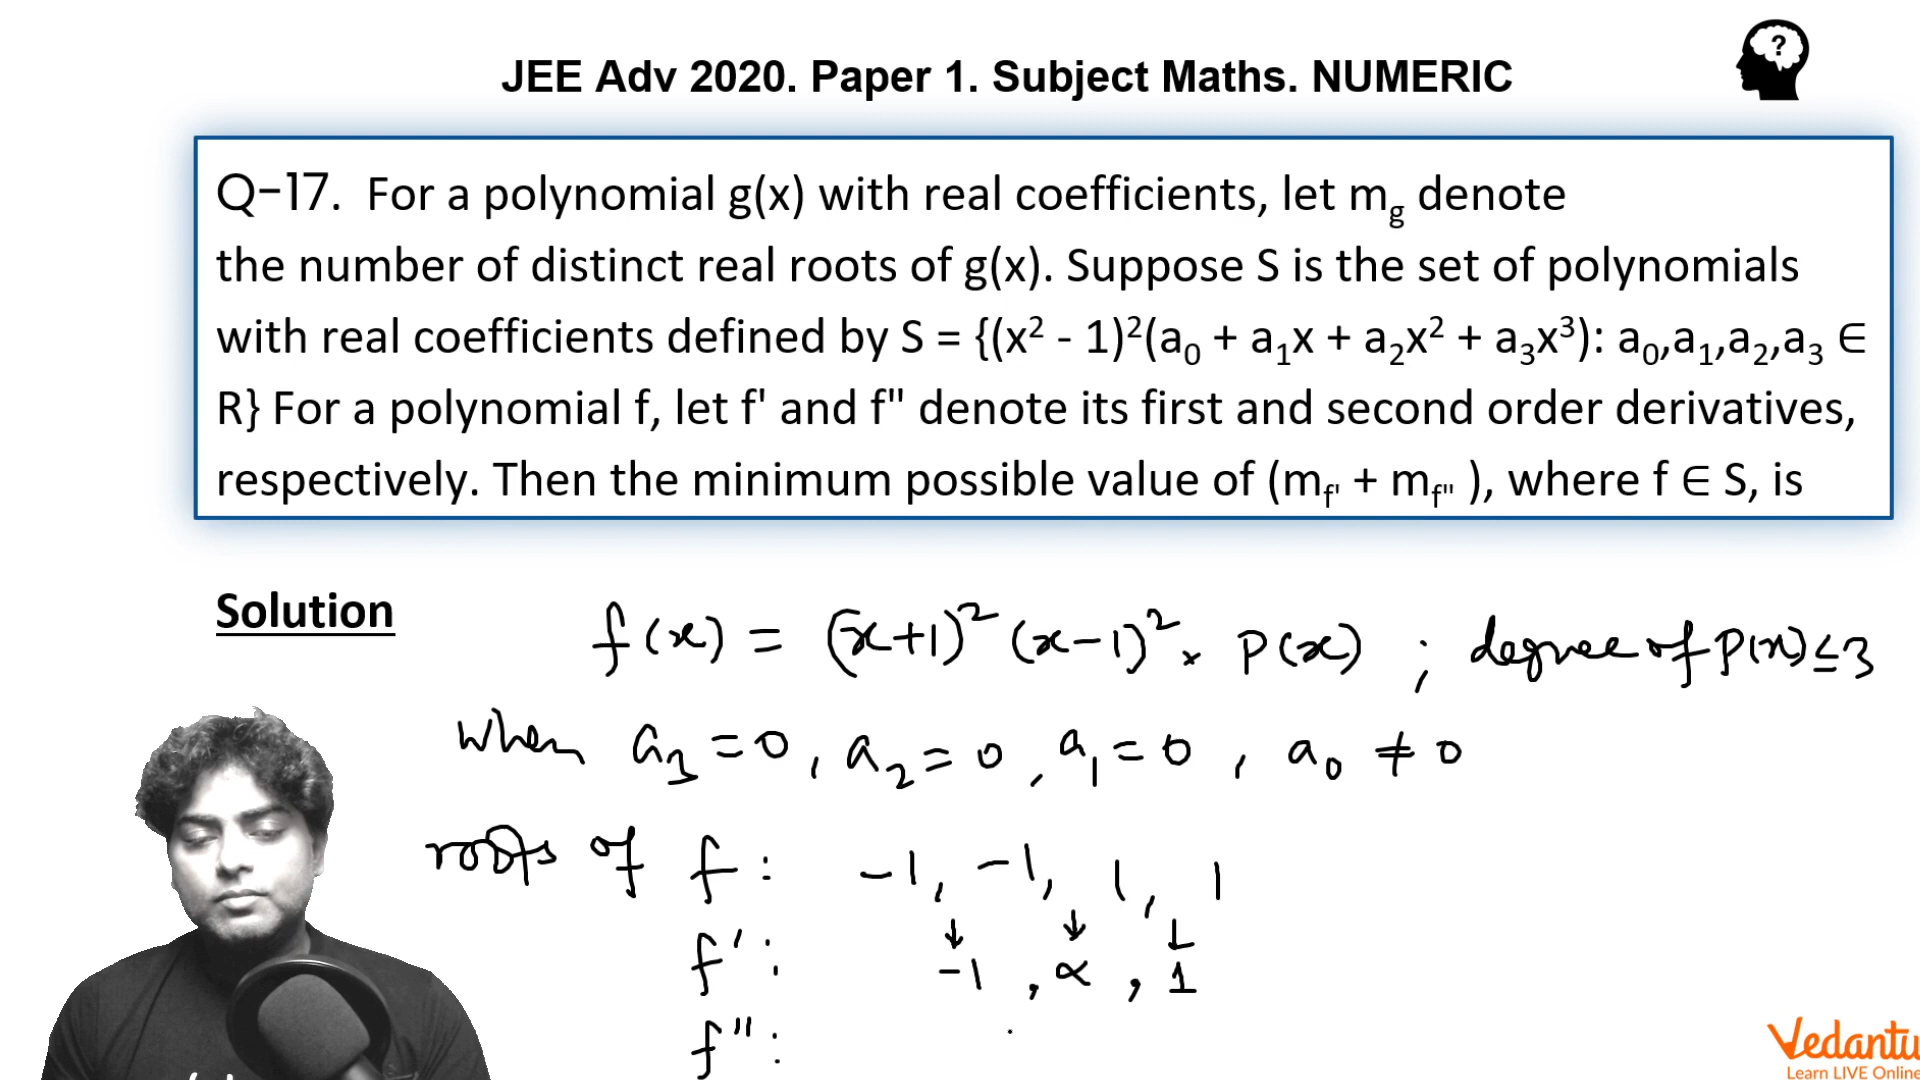 JEE Adv 2020. Paper 1. Subject Maths. NUMERIC
?
Q-17. For a polynomial g(x) with real coefficients, let m_g denote
the number of distinct real roots of g(x). Suppose S is the set of polynomials
with real coefficients defined by S = {(x² - 1)²(a₀ + a₁x + a₂x² + a₃x³): a₀,a₁,a₂,a₃ ∈
R} For a polynomial f, let f' and f" denote its first and second order derivatives,
respectively. Then the minimum possible value of (m_f' + m_f" ), where f ∈ S, is
Solution
f(x) = (x+1)² (x-1)² × P(x) ; degree of P(x) ≤ 3
when a₃ = 0, a₂ = 0, a₁ = 0, a₀ ≠ 0
roots of f : -1, -1, 1, 1
↓ ↓ ↓
f' : -1, α, 1
f" :
Vedantu
Learn LIVE Online